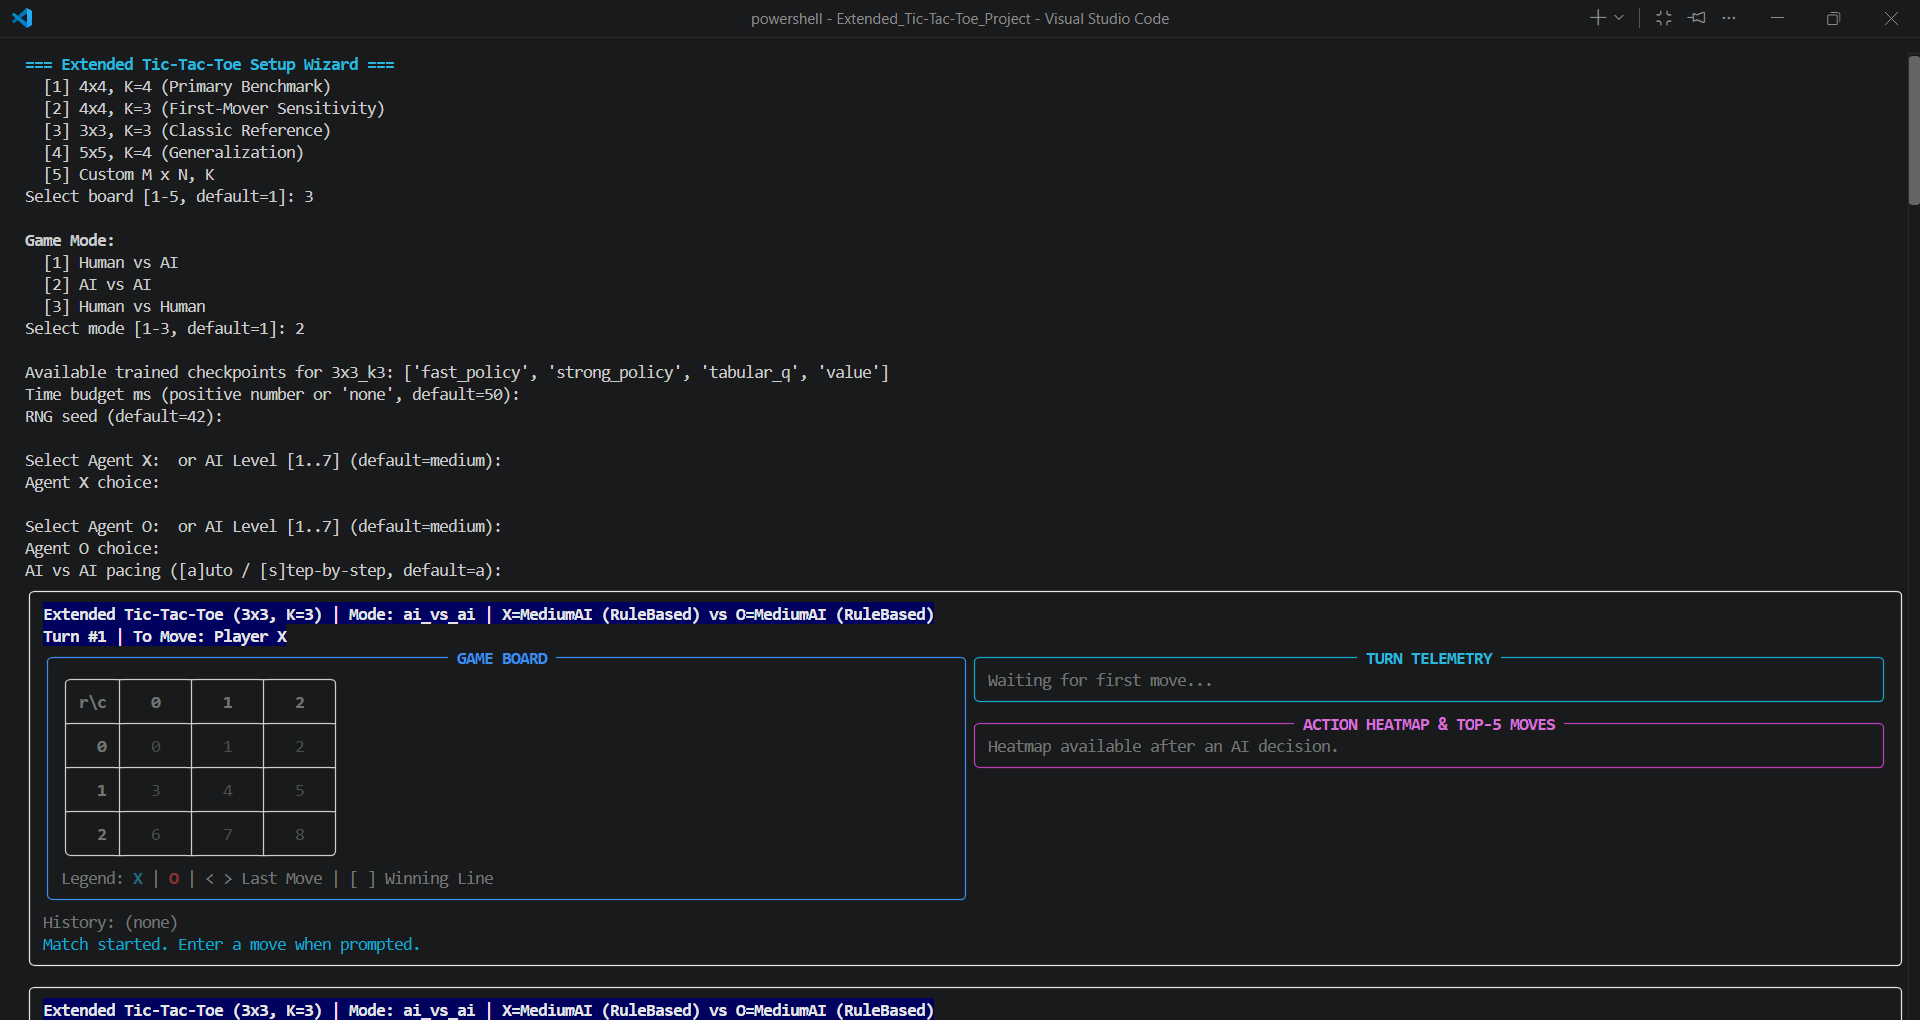 powershell - Extended_Tic-Tac-Toe_Project - Visual Studio Code
=== Extended Tic-Tac-Toe Setup Wizard ===
[1] 4x4, K=4 (Primary Benchmark)
[2] 4x4, K=3 (First-Mover Sensitivity)
[3] 3x3, K=3 (Classic Reference)
[4] 5x5, K=4 (Generalization)
[5] Custom M x N, K
Select board [1-5, default=1]: 3
Game Mode:
[1] Human vs AI
[2] AI vs AI
[3] Human vs Human
Select mode [1-3, default=1]: 2
Available trained checkpoints for 3x3_k3: ['fast_policy', 'strong_policy', 'tabular_q', 'value']
Time budget ms (positive number or 'none', default=50):
RNG seed (default=42):
Select Agent X:  or AI Level [1..7] (default=medium):
Agent X choice:
Select Agent O:  or AI Level [1..7] (default=medium):
Agent O choice:
AI vs AI pacing ([a]uto / [s]tep-by-step, default=a):
Extended Tic-Tac-Toe (3x3, K=3) | Mode: ai_vs_ai | X=MediumAI (RuleBased) vs O=MediumAI (RuleBased)
Turn #1 | To Move: Player X
GAME BOARD
r\c 0 1 2
0 0 1 2
1 3 4 5
2 6 7 8
Legend: X | O | < > Last Move | [ ] Winning Line
TURN TELEMETRY
Waiting for first move...
ACTION HEATMAP & TOP-5 MOVES
Heatmap available after an AI decision.
History: (none)
Match started. Enter a move when prompted.
Extended Tic-Tac-Toe (3x3, K=3) | Mode: ai_vs_ai | X=MediumAI (RuleBased) vs O=MediumAI (RuleBased)